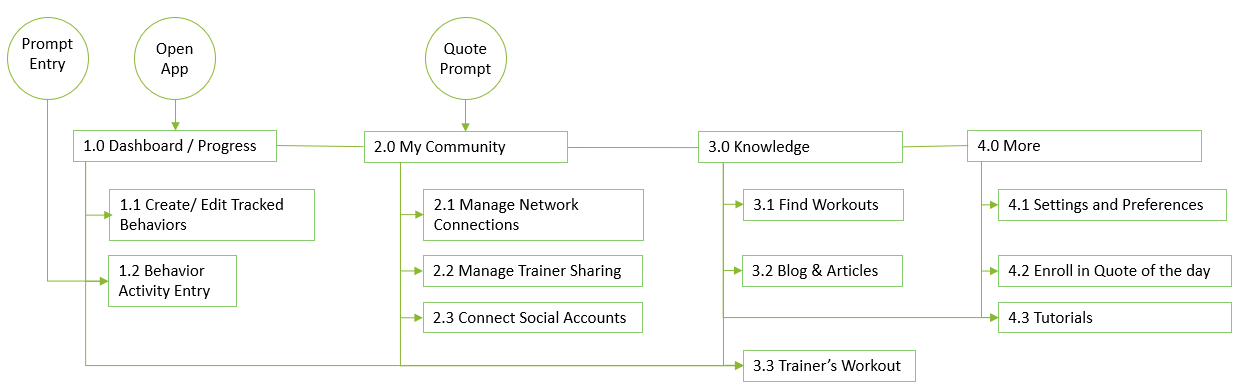 Prompt
Entry
Open
App
Quote
Prompt
1.0 Dashboard / Progress
2.0 My Community
3.0 Knowledge
4.0 More
1.1 Create/ Edit Tracked
Behaviors
1.2 Behavior
Activity Entry
2.1 Manage Network
Connections
2.2 Manage Trainer Sharing
2.3 Connect Social Accounts
3.1 Find Workouts
3.2 Blog & Articles
3.3 Trainer’s Workout
4.1 Settings and Preferences
4.2 Enroll in Quote of the day
4.3 Tutorials